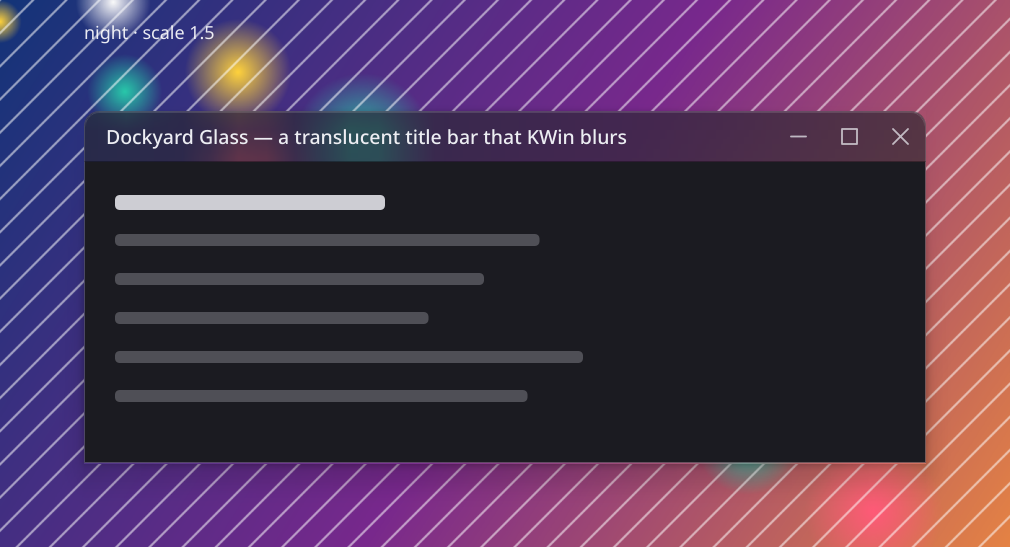 night · scale 1.5
Dockyard Glass — a translucent title bar that KWin blurs